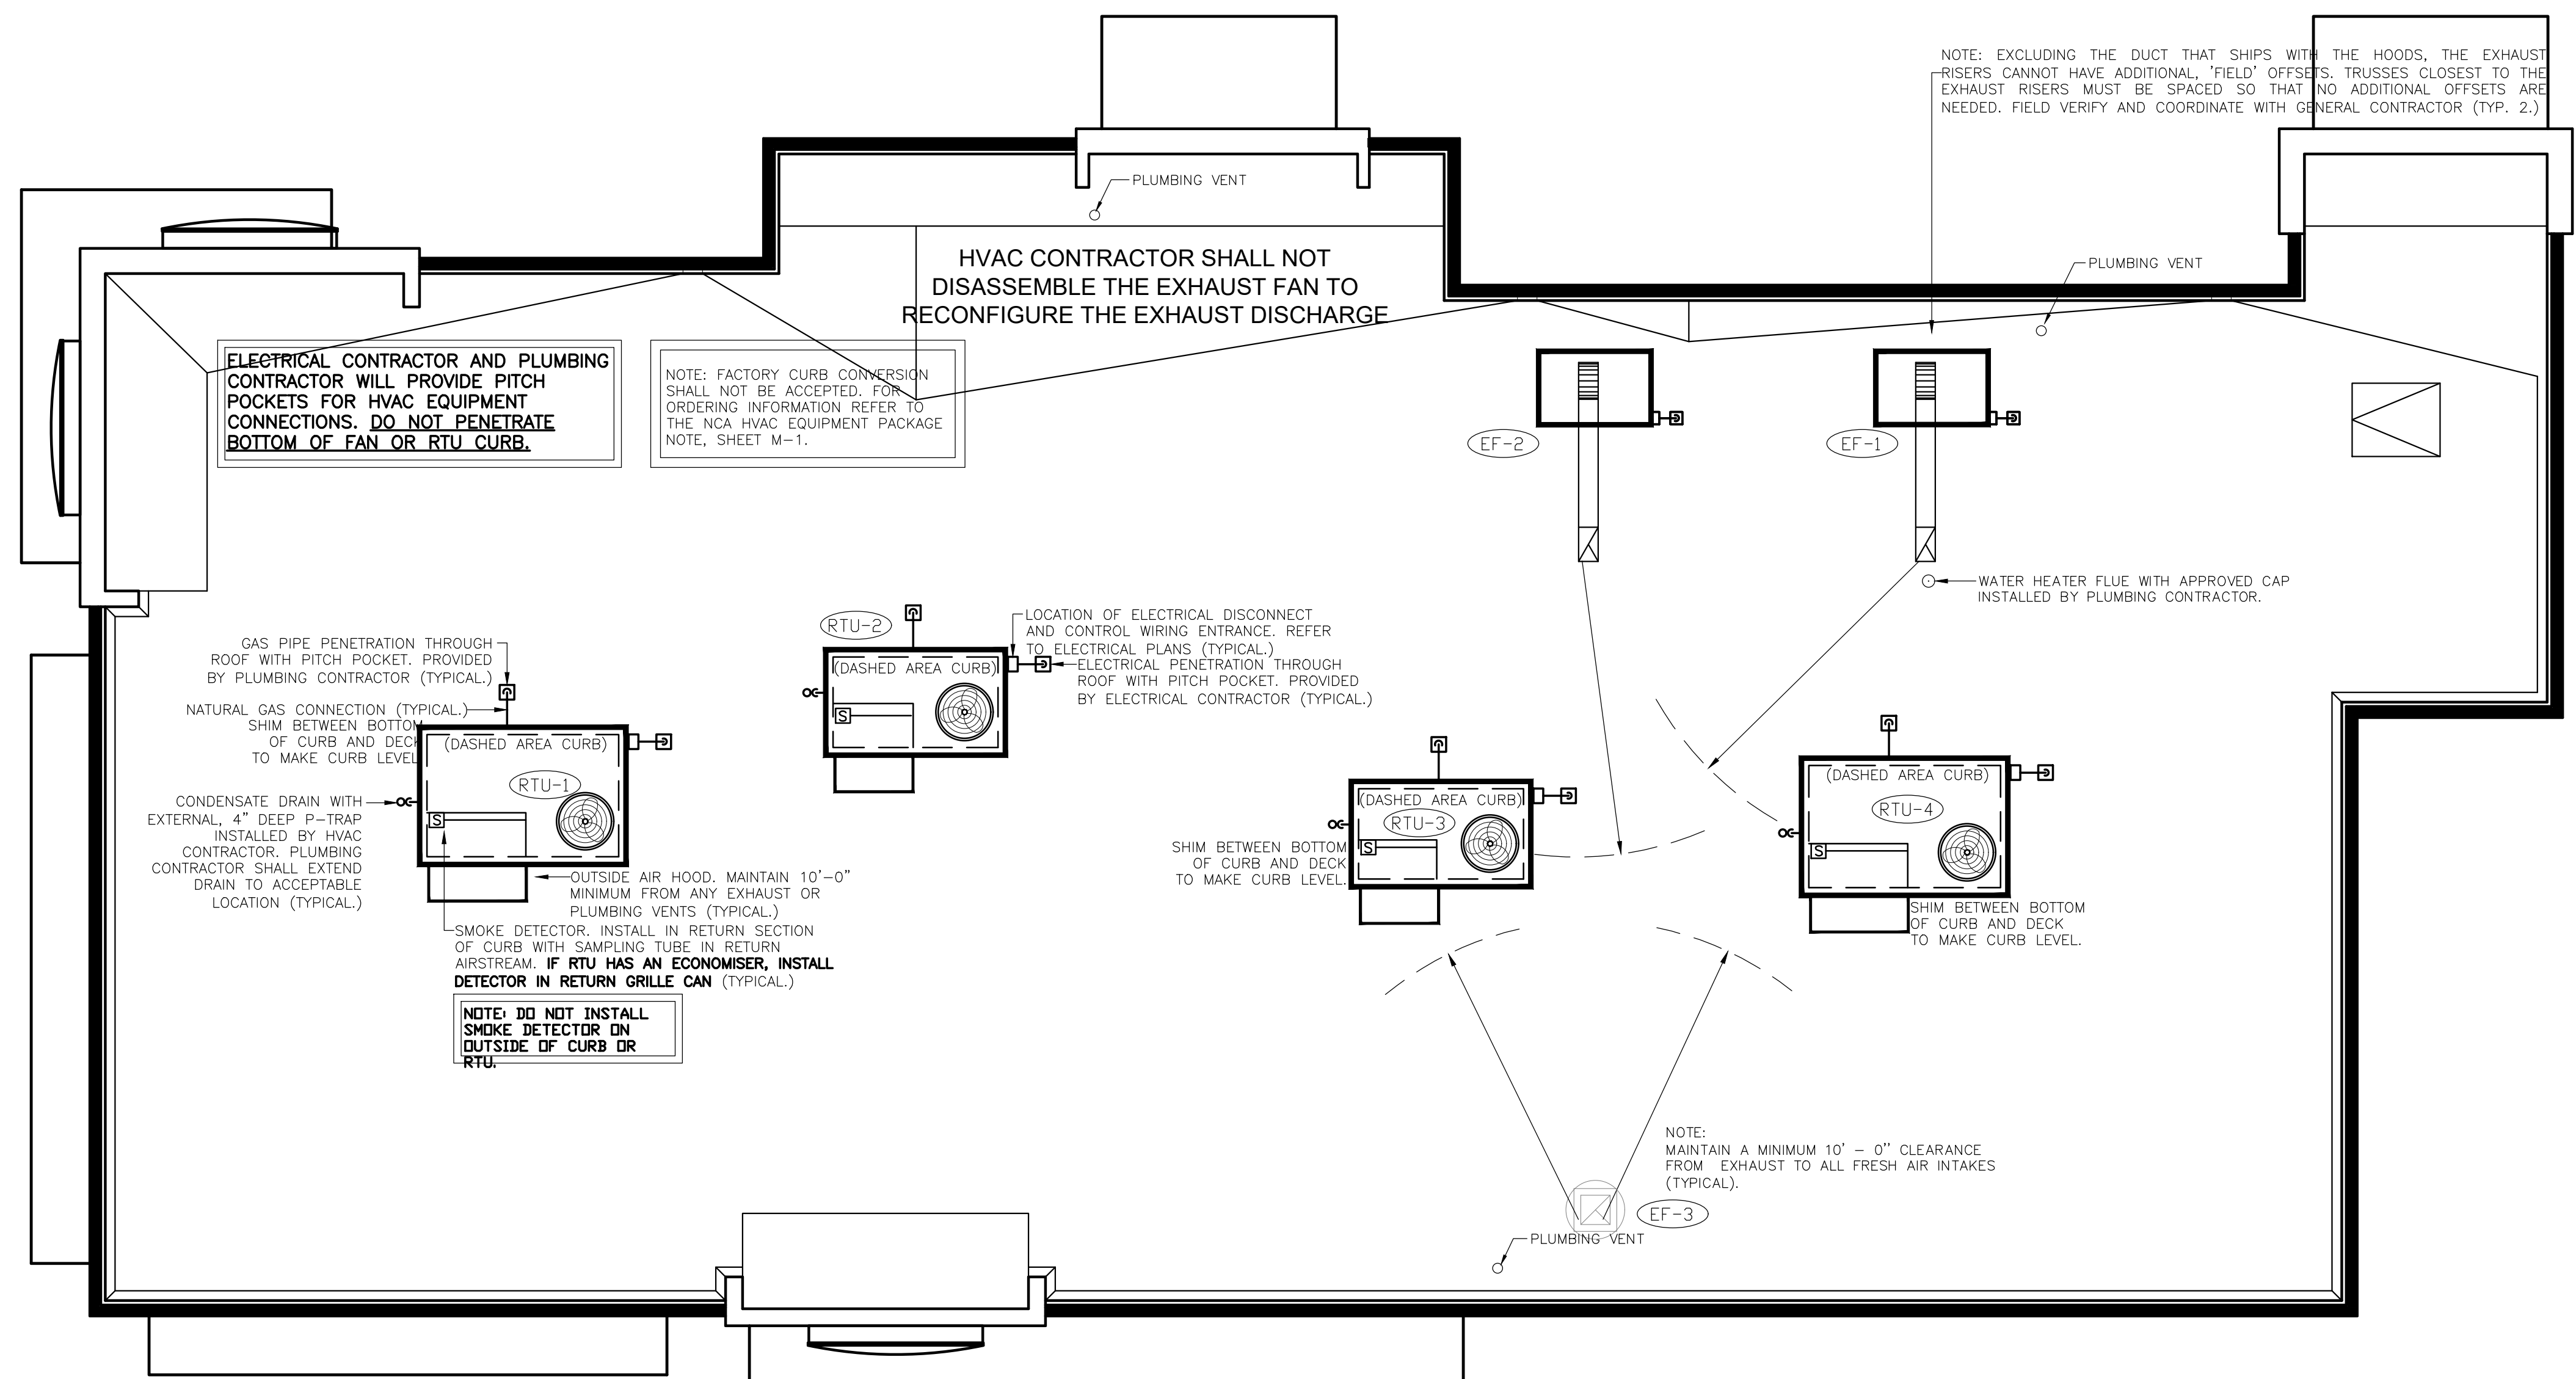 NOTE: EXCLUDING THE DUCT THAT SHIPS WITH THE HOODS, THE EXHAUST
RISERS CANNOT HAVE ADDITIONAL, 'FIELD' OFFSETS. TRUSSES CLOSEST TO THE
EXHAUST RISERS MUST BE SPACED SO THAT NO ADDITIONAL OFFSETS ARE
NEEDED. FIELD VERIFY AND COORDINATE WITH GENERAL CONTRACTOR (TYP. 2.)
PLUMBING VENT
HVAC CONTRACTOR SHALL NOT
DISASSEMBLE THE EXHAUST FAN TO
RECONFIGURE THE EXHAUST DISCHARGE
PLUMBING VENT
ELECTRICAL CONTRACTOR AND PLUMBING
CONTRACTOR WILL PROVIDE PITCH
POCKETS FOR HVAC EQUIPMENT
CONNECTIONS. DO NOT PENETRATE
BOTTOM OF FAN OR RTU CURB.
NOTE: FACTORY CURB CONVERSION
SHALL NOT BE ACCEPTED. FOR
ORDERING INFORMATION REFER TO
THE NCA HVAC EQUIPMENT PACKAGE
NOTE, SHEET M-1.
EF-2
EF-1
WATER HEATER FLUE WITH APPROVED CAP
INSTALLED BY PLUMBING CONTRACTOR.
RTU-2
LOCATION OF ELECTRICAL DISCONNECT
AND CONTROL WIRING ENTRANCE. REFER
TO ELECTRICAL PLANS (TYPICAL.)
(DASHED AREA CURB)
S
ELECTRICAL PENETRATION THROUGH
ROOF WITH PITCH POCKET. PROVIDED
BY ELECTRICAL CONTRACTOR (TYPICAL.)
GAS PIPE PENETRATION THROUGH
ROOF WITH PITCH POCKET. PROVIDED
BY PLUMBING CONTRACTOR (TYPICAL.)
NATURAL GAS CONNECTION (TYPICAL.)
SHIM BETWEEN BOTTOM
OF CURB AND DECK
TO MAKE CURB LEVEL
(DASHED AREA CURB)
RTU-1
S
CONDENSATE DRAIN WITH
EXTERNAL, 4" DEEP P-TRAP
INSTALLED BY HVAC
CONTRACTOR. PLUMBING
CONTRACTOR SHALL EXTEND
DRAIN TO ACCEPTABLE
LOCATION (TYPICAL.)
OUTSIDE AIR HOOD. MAINTAIN 10'-0"
MINIMUM FROM ANY EXHAUST OR
PLUMBING VENTS (TYPICAL.)
SMOKE DETECTOR. INSTALL IN RETURN SECTION
OF CURB WITH SAMPLING TUBE IN RETURN
AIRSTREAM. IF RTU HAS AN ECONOMISER, INSTALL
DETECTOR IN RETURN GRILLE CAN (TYPICAL.)
NOTE: DO NOT INSTALL
SMOKE DETECTOR ON
OUTSIDE OF CURB OR
RTU.
(DASHED AREA CURB)
RTU-3
S
SHIM BETWEEN BOTTOM
OF CURB AND DECK
TO MAKE CURB LEVEL.
(DASHED AREA CURB)
RTU-4
S
SHIM BETWEEN BOTTOM
OF CURB AND DECK
TO MAKE CURB LEVEL.
NOTE:
MAINTAIN A MINIMUM 10' - 0'' CLEARANCE
FROM EXHAUST TO ALL FRESH AIR INTAKES
(TYPICAL).
EF-3
PLUMBING VENT